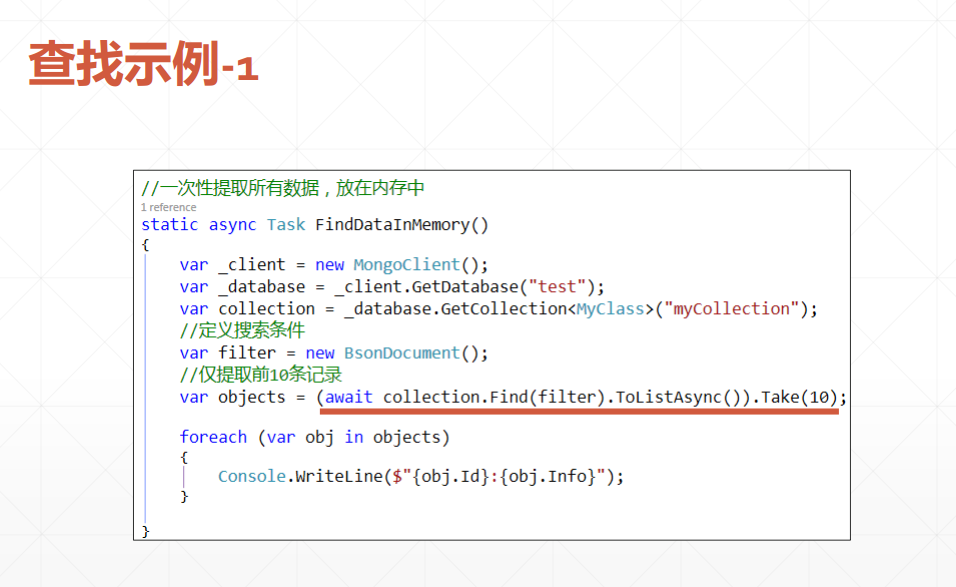 查找示例-1
//一次性提取所有数据，放在内存中
1 reference
static async Task FindDataInMemory()
{
var _client = new MongoClient();
var _database = _client.GetDatabase("test");
var collection = _database.GetCollection<MyClass>("myCollection");
//定义搜索条件
var filter = new BsonDocument();
//仅提取前10条记录
var objects = (await collection.Find(filter).ToListAsync()).Take(10);
foreach (var obj in objects)
{
Console.WriteLine($"{obj.Id}:{obj.Info}");
}
}